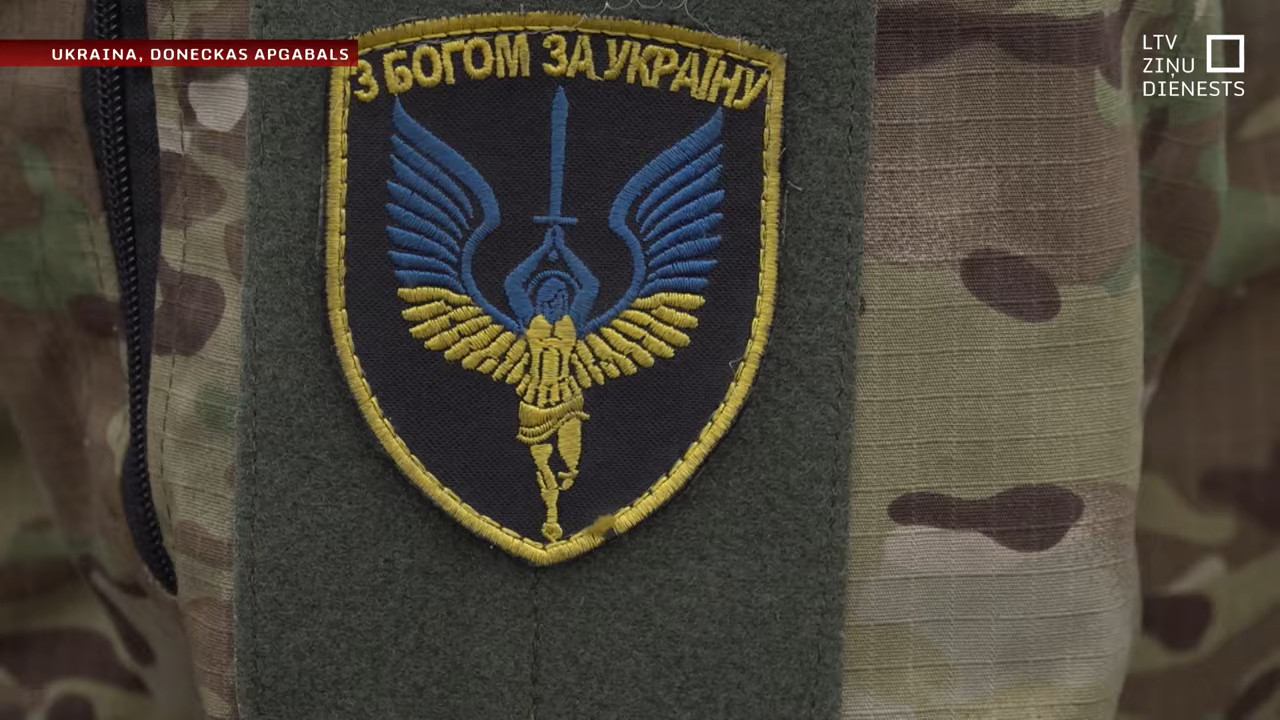 UKRAINA, DONECKAS APGABALS
LTV
ZIŅU
DIENESTS
З БОГОМ ЗА УКРАЇНУ